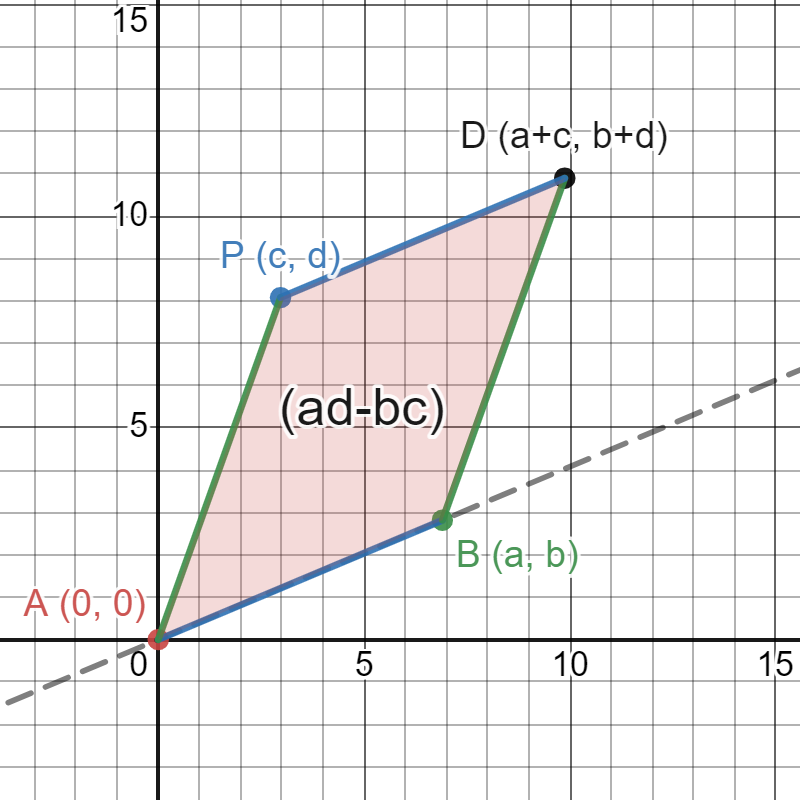 15
D (a+c, b+d)
10
P (c, d)
(ad-bc)
5
B (a, b)
A (0, 0)
0 5 10 15